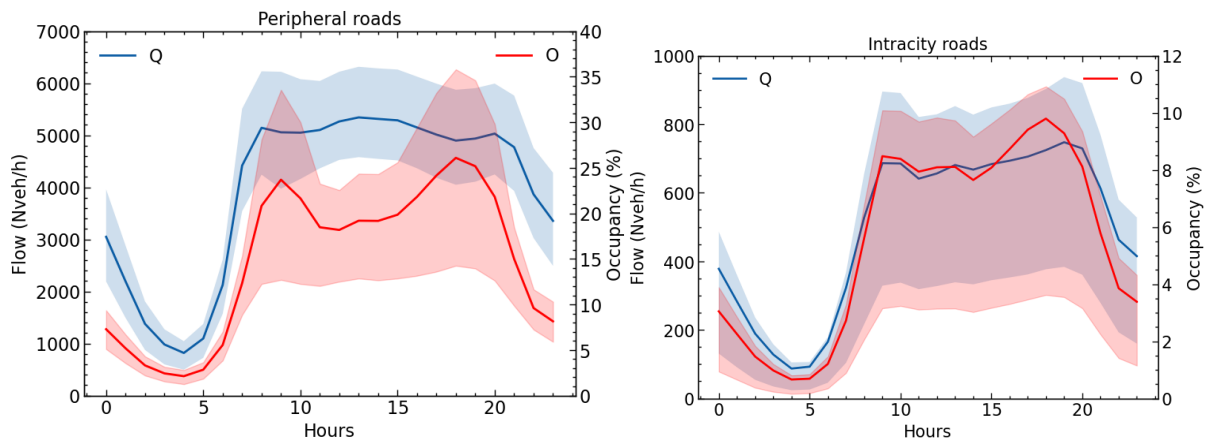 Peripheral roads
Q
O
Flow (Nveh/h)
7000
6000
5000
4000
3000
2000
1000
0
40
35
30
25
20
15
10
5
0
Occupancy (%)
0 5 10 15 20
Hours
Intracity roads
Q
O
Flow (Nveh/h)
1000
800
600
400
200
0
12
10
8
6
4
2
0
Occupancy (%)
0 5 10 15 20
Hours